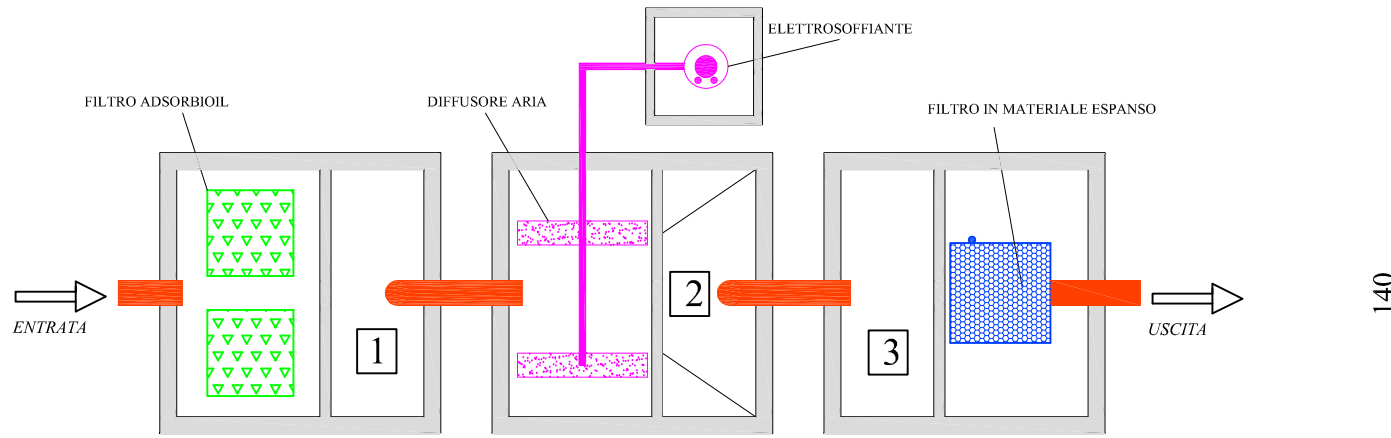 ELETTROSOFFIANTE
FILTRO ADSORBIOIL
DIFFUSORE ARIA
FILTRO IN MATERIALE ESPANSO
ENTRATA
1
2
3
USCITA
140